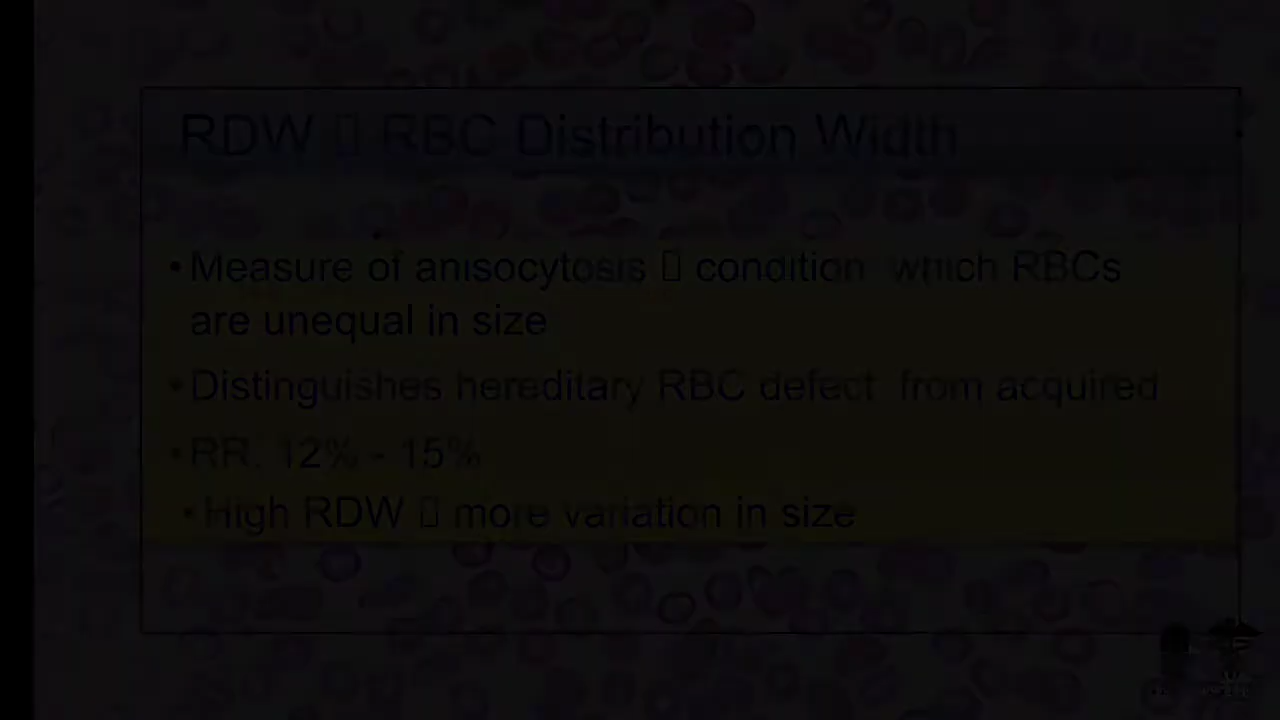 RDW ▯ RBC Distribution Width
• Measure of anisocytosis ▯ condition which RBCs
are unequal in size
• Distinguishes hereditary RBC defect from acquired
• RR. 12% - 15%
• High RDW ▯ more variation in size